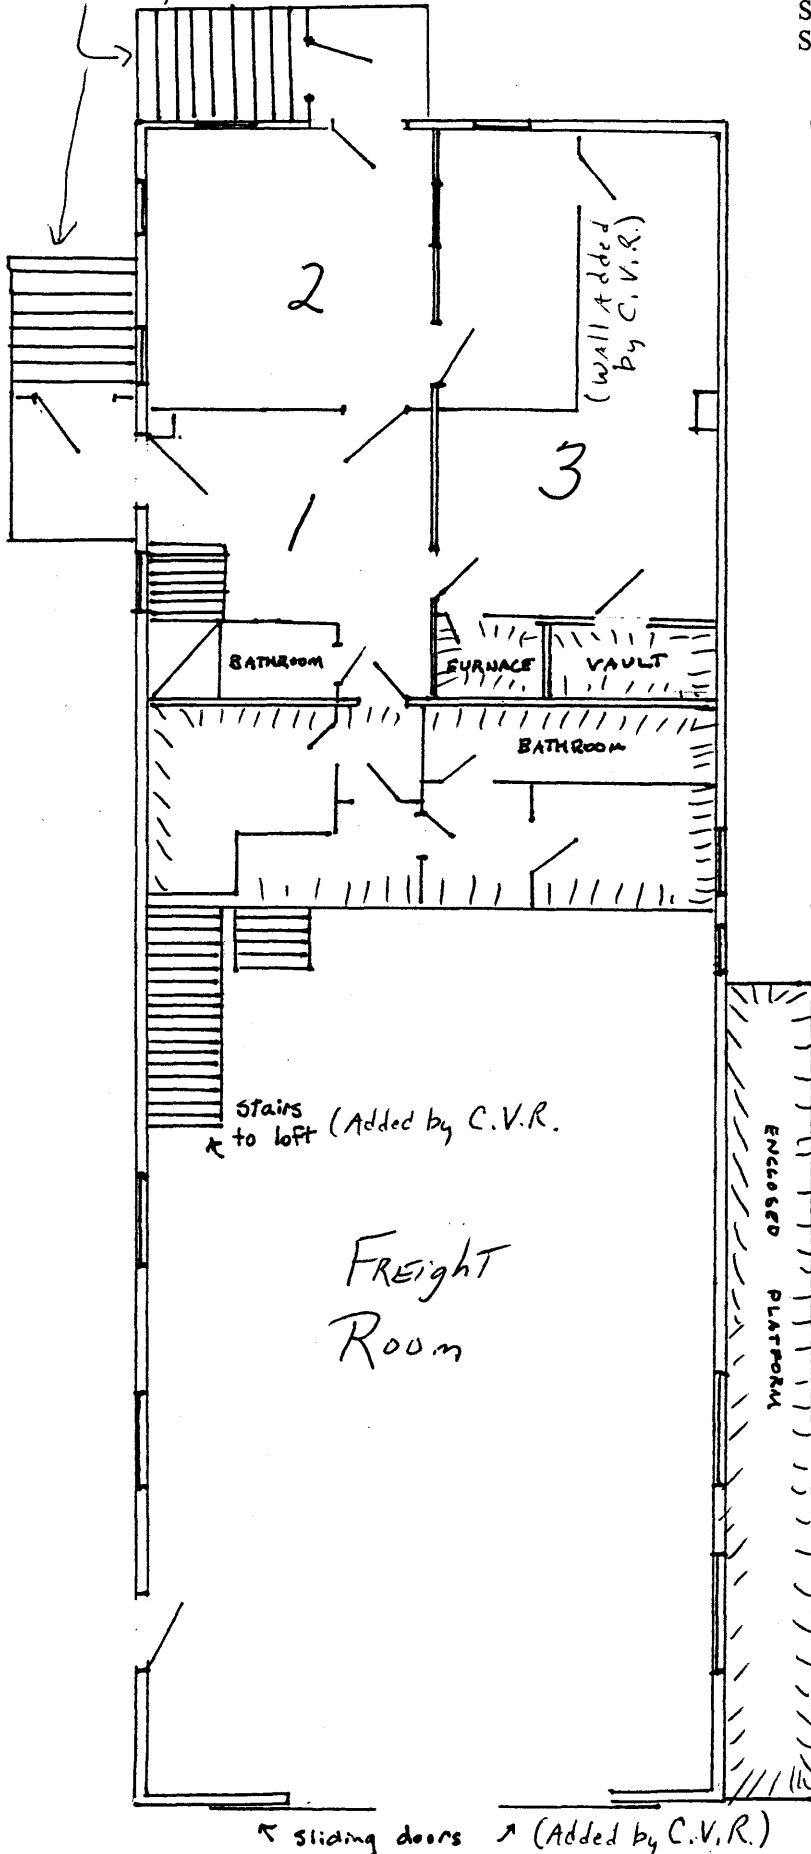 S
S
2
(WAll Added
by C.V.R.)
3
1
BATHROOM
FURNACE
VAULT
BATHROOM
Stairs
to loft (Added by C.V.R.
FREighT
Room
ENCLOSED PLATFORM
sliding doors (Added by C.V.R.)